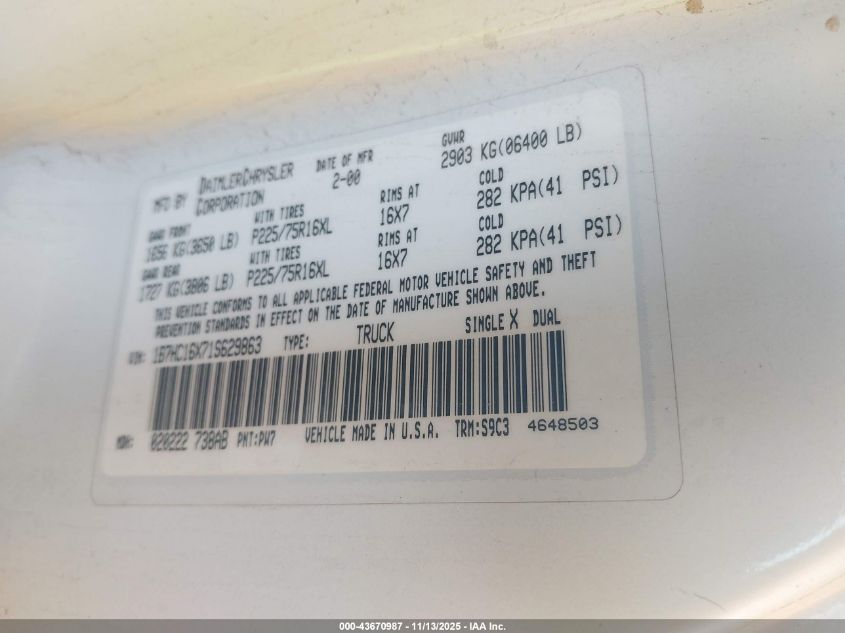 MFD BY DAIMLERCHRYSLER CORPORATION DATE OF MFR 2-00 GVWR 2903 KG(06400 LB)
GAWR FRONT 1656 KG(3650 LB) WITH TIRES P225/75R16XL RIMS AT 16X7 COLD 282 KPA(41 PSI)
GAWR REAR 1727 KG(3806 LB) WITH TIRES P225/75R16XL RIMS AT 16X7 COLD 282 KPA(41 PSI)
THIS VEHICLE CONFORMS TO ALL APPLICABLE FEDERAL MOTOR VEHICLE SAFETY AND THEFT
PREVENTION STANDARDS IN EFFECT ON THE DATE OF MANUFACTURE SHOWN ABOVE.
VIN: 1B7HC16X71S629863 TYPE: TRUCK SINGLE X DUAL
MDH: 020222 738AB PNT:PW7 VEHICLE MADE IN U.S.A. TRM:S9C3 4648503
000-43670987 - 11/13/2025 - IAA Inc.